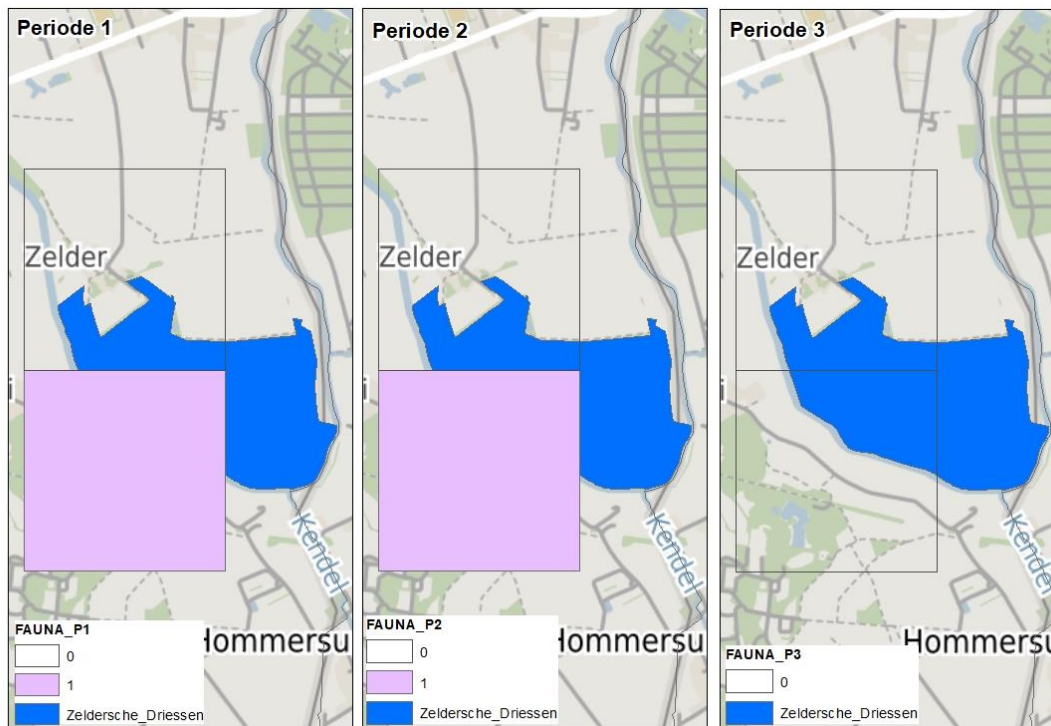 Periode 1
Zelder
i
Kendel
Hommersu
FAUNA_P1
0
1
Zeldersche_Driessen
Periode 2
Zelder
i
Kendel
Hommersu
FAUNA_P2
0
1
Zeldersche_Driessen
Periode 3
Zelder
i
Kendel
Hommersu
FAUNA_P3
0
Zeldersche_Driessen